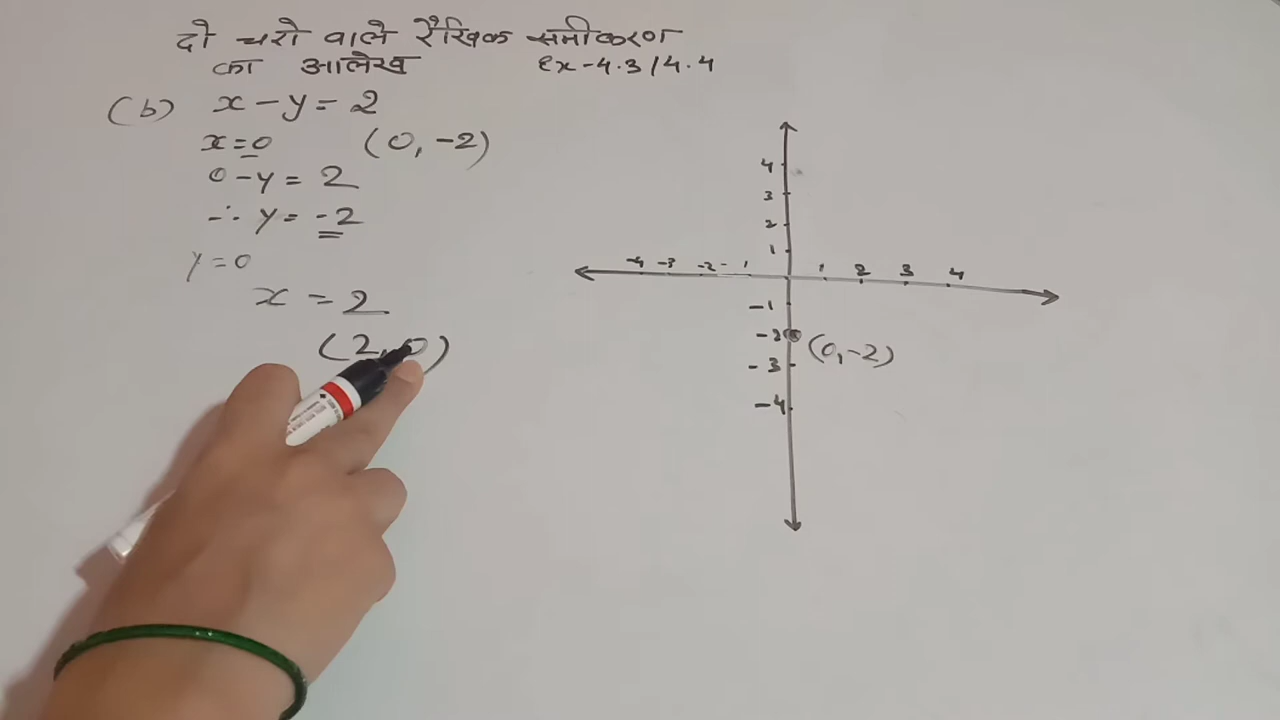 दो चरो वाले रैखिक समीकरण
का आलेख Ex-4.3/4.4
(b) x-y=2
x=0 (0,-2)
0-y=2
∴ y=-2
y=0
x=2
(2,0)
4
3
2
1
-4 -3 -2 -1 1 2 3 4
-1
-2 (0,-2)
-3
-4